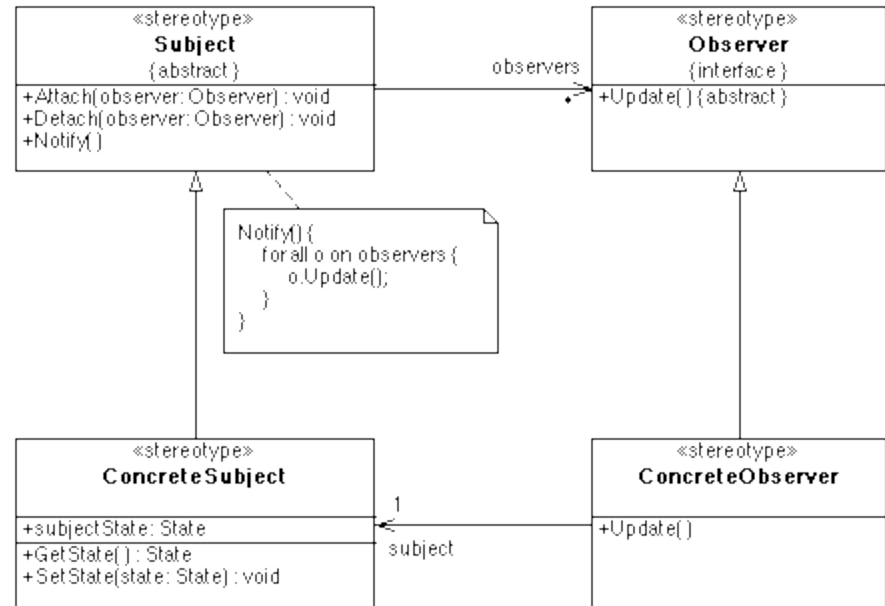 «stereotype»
Subject
{abstract}
+Attach(observer: Observer) : void
+Detach(observer: Observer) : void
+Notify()
observers
*
«stereotype»
Observer
{interface}
+Update() {abstract}
Notify() {
for all o on observers {
o.Update();
}
}
«stereotype»
ConcreteSubject
+subjectState: State
+GetState() : State
+SetState(state: State) : void
1
subject
«stereotype»
ConcreteObserver
+Update()